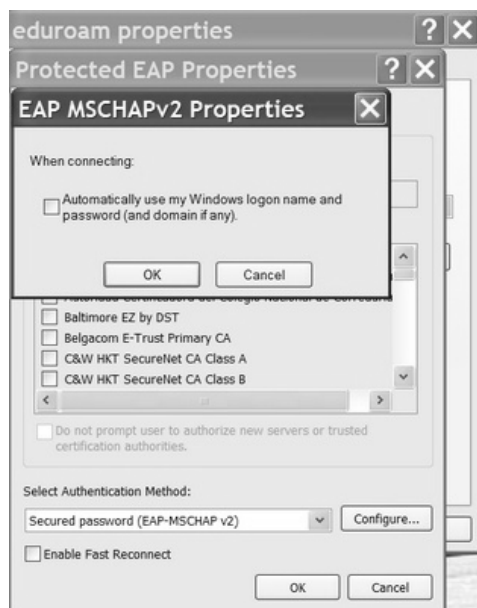 eduroam properties
Protected EAP Properties
EAP MSCHAPv2 Properties
When connecting:
Automatically use my Windows logon name and
password (and domain if any).
OK Cancel
Baltimore EZ by DST
Belgacom E-Trust Primary CA
C&W HKT SecureNet CA Class A
C&W HKT SecureNet CA Class B
Do not prompt user to authorize new servers or trusted
certification authorities.
Select Authentication Method:
Secured password (EAP-MSCHAP v2) Configure...
Enable Fast Reconnect
OK Cancel